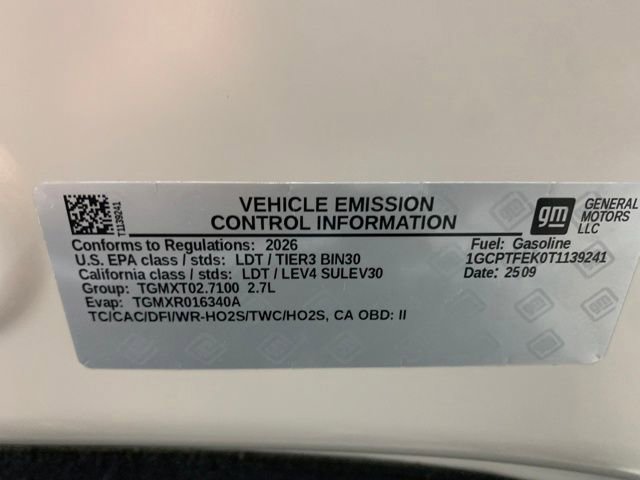 T1139241
VEHICLE EMISSION
CONTROL INFORMATION
gm
GENERAL
MOTORS
LLC
Conforms to Regulations: 2026
U.S. EPA class / stds: LDT / TIER3 BIN30
California class / stds: LDT / LEV4 SULEV30
Group: TGMXT02.7100 2.7L
Evap: TGMXR016340A
TC/CAC/DFI/WR-HO2S/TWC/HO2S, CA OBD: II
Fuel: Gasoline
1GCPTFEK0T1139241
Date: 2509